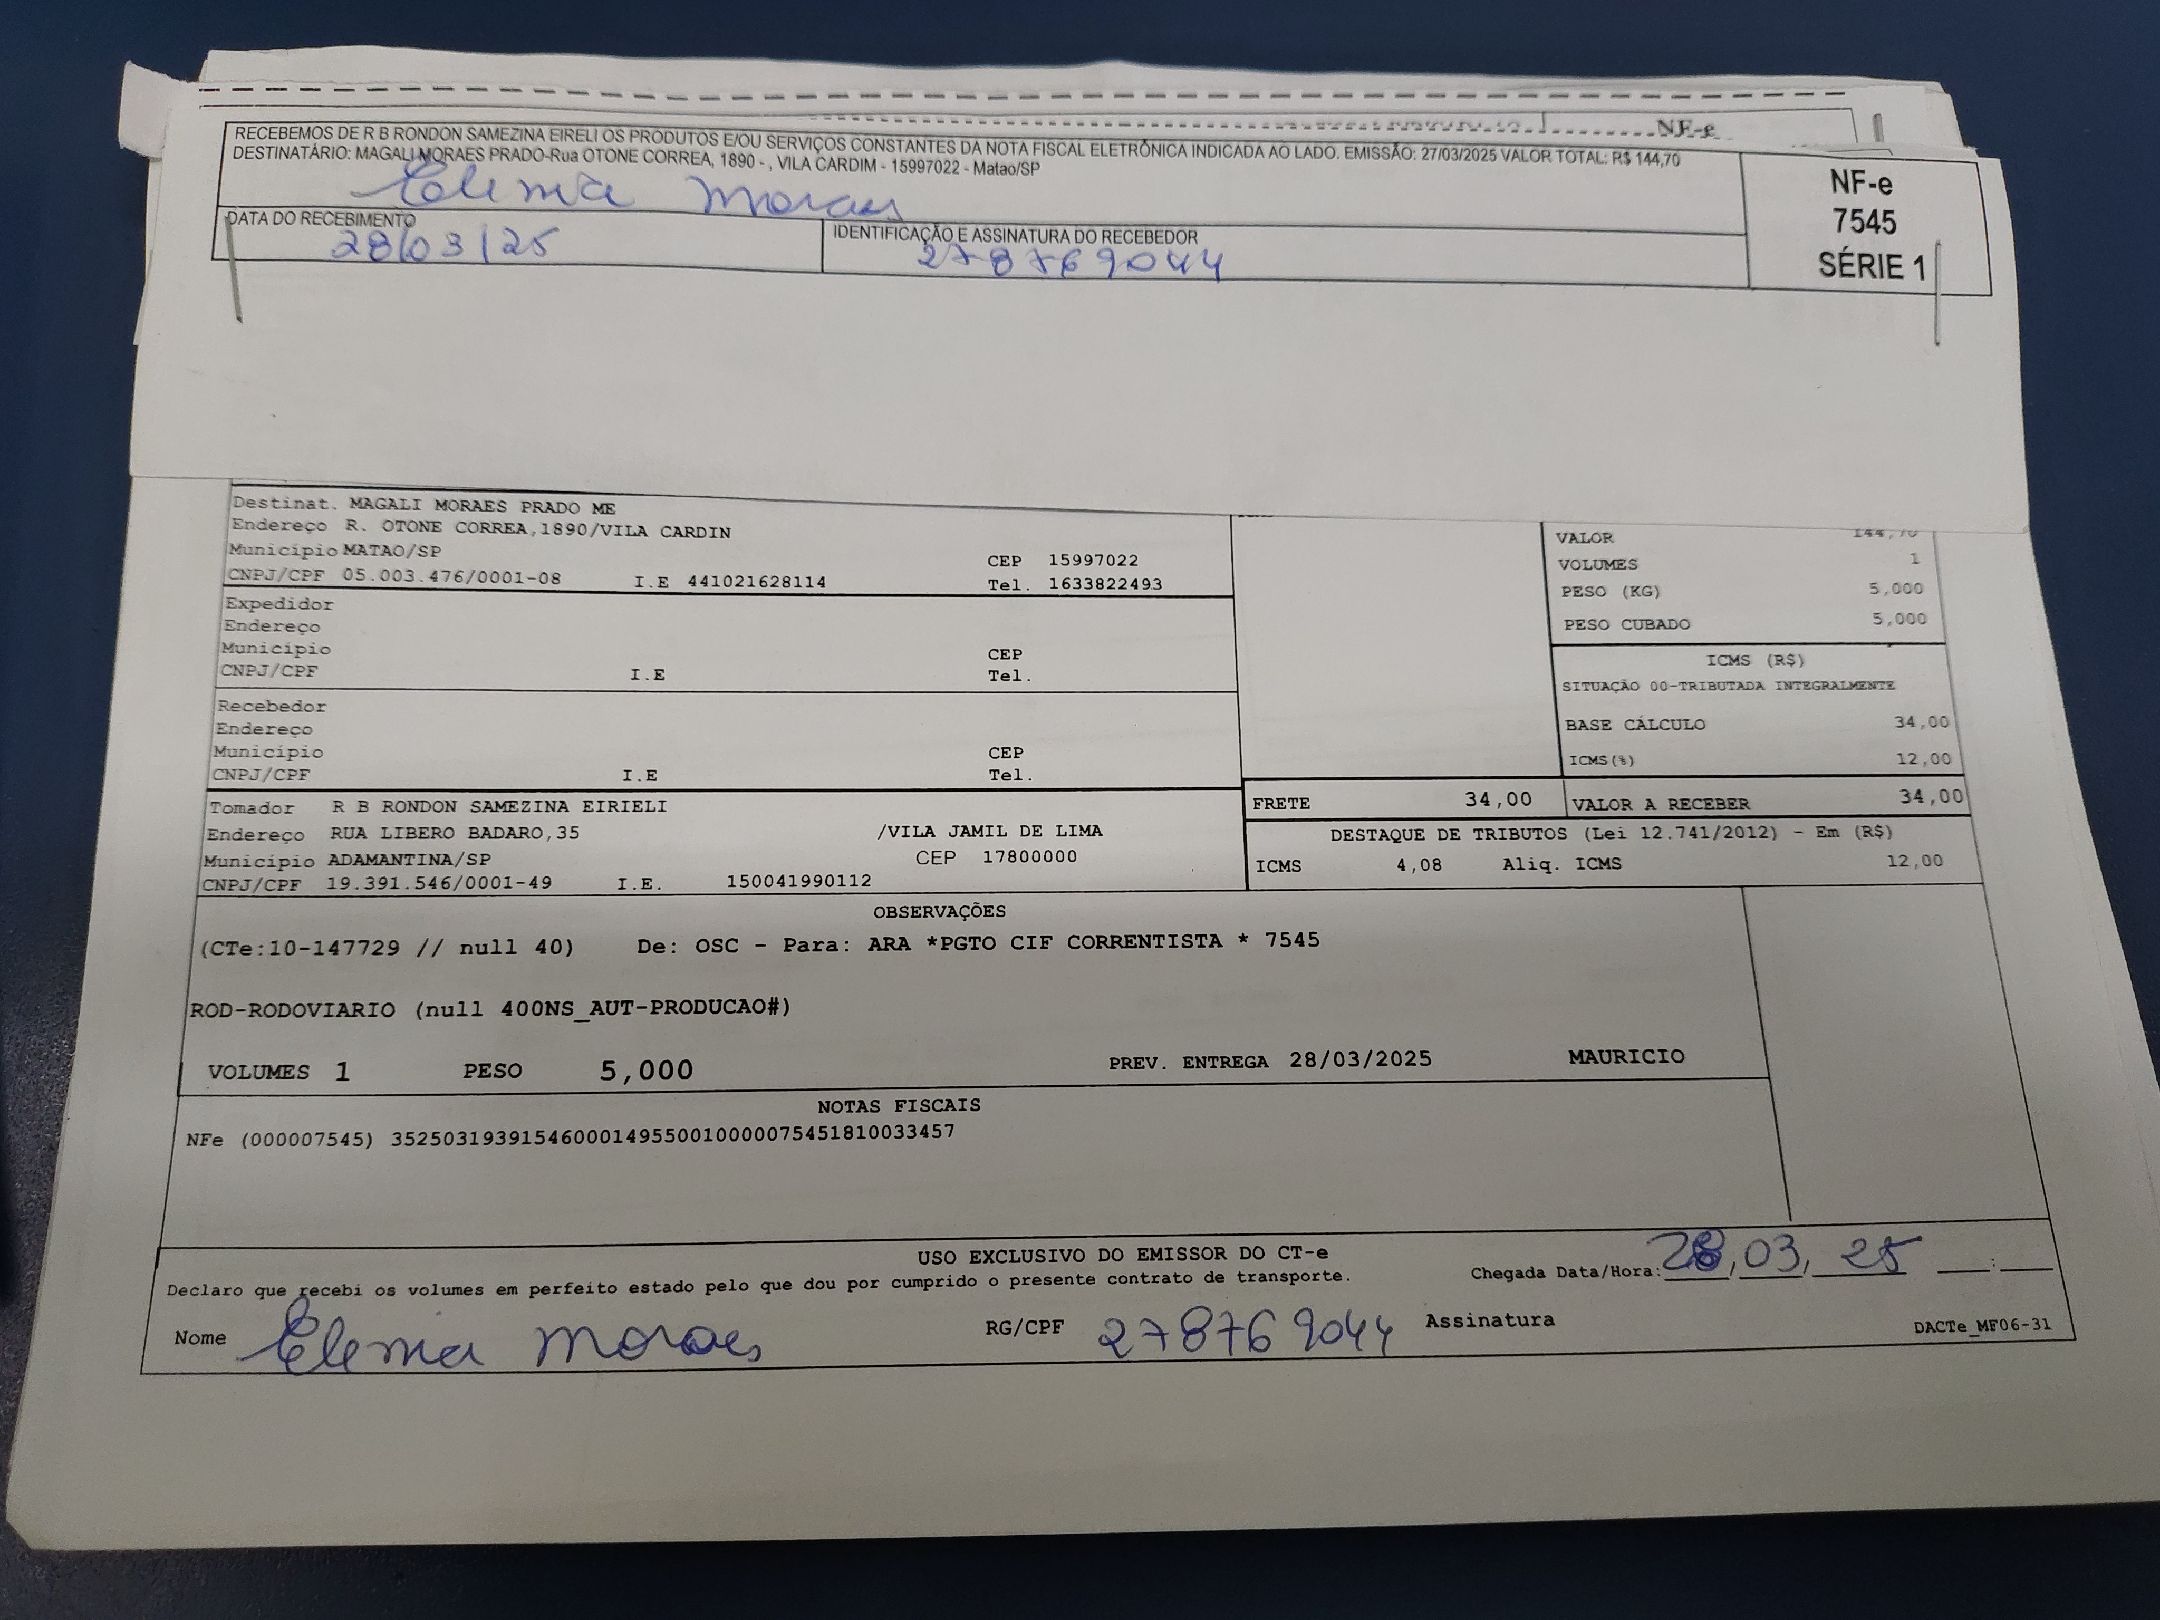 NF-e
RECEBEMOS DE R B RONDON SAMEZINA EIRELI OS PRODUTOS E/OU SERVIÇOS CONSTANTES DA NOTA FISCAL ELETRÔNICA INDICADA AO LADO. EMISSÃO: 27/03/2025 VALOR TOTAL: R$ 144,70
DESTINATÁRIO: MAGALI MORAES PRADO-Rua OTONE CORREA, 1890 - , VILA CARDIM - 15997022 - Matao/SP
Elenia Moraes
NF-e
7545
SÉRIE 1
DATA DO RECEBIMENTO
28/03/25
IDENTIFICAÇÃO E ASSINATURA DO RECEBEDOR
278769044
Destinat. MAGALI MORAES PRADO ME
Endereço R. OTONE CORREA,1890/VILA CARDIN
Município MATAO/SP CEP 15997022
CNPJ/CPF 05.003.476/0001-08 I.E 441021628114 Tel. 1633822493
VALOR 144,70
VOLUMES 1
PESO (KG) 5,000
PESO CUBADO 5,000
Expedidor
Endereço
Município CEP
CNPJ/CPF I.E Tel.
ICMS (R$)
SITUAÇÃO 00-TRIBUTADA INTEGRALMENTE
BASE CÁLCULO 34,00
ICMS(%) 12,00
Recebedor
Endereço
Município CEP
CNPJ/CPF I.E Tel.
FRETE 34,00 VALOR A RECEBER 34,00
Tomador R B RONDON SAMEZINA EIRIELI
Endereço RUA LIBERO BADARO,35 /VILA JAMIL DE LIMA
Município ADAMANTINA/SP CEP 17800000
CNPJ/CPF 19.391.546/0001-49 I.E. 150041990112
DESTAQUE DE TRIBUTOS (Lei 12.741/2012) - Em (R$)
ICMS 4,08 Aliq. ICMS 12,00
OBSERVAÇÕES
(CTe:10-147729 // null 40) De: OSC - Para: ARA *PGTO CIF CORRENTISTA * 7545
ROD-RODOVIARIO (null 400NS_AUT-PRODUCAO#)
VOLUMES 1 PESO 5,000 PREV. ENTREGA 28/03/2025 MAURICIO
NOTAS FISCAIS
NFe (000007545) 35250319391546000149550010000075451810033457
USO EXCLUSIVO DO EMISSOR DO CT-e
Declaro que recebi os volumes em perfeito estado pelo que dou por cumprido o presente contrato de transporte.
Chegada Data/Hora: 28,03, 25 :
Nome Elenia Moraes RG/CPF 278769044 Assinatura
DACTe_MF06-31